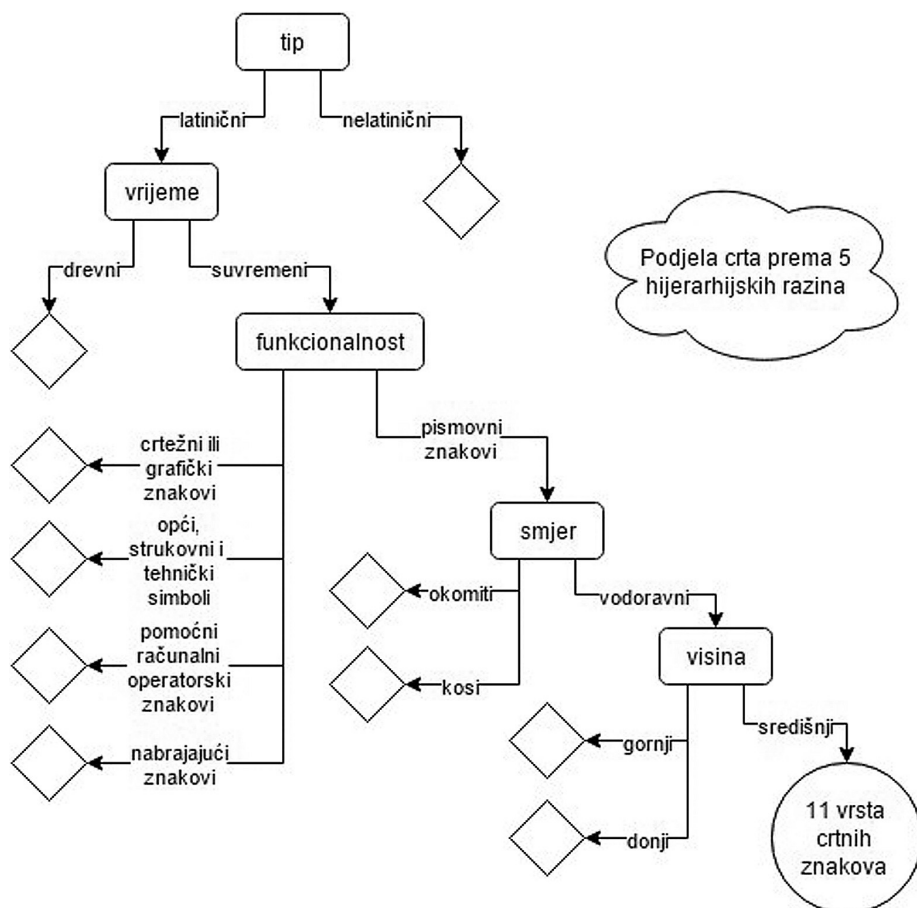 tip
latinični
nelatinični
vrijeme
Podjela crta prema 5
hijerarhijskih razina
drevni
suvremeni
funkcionalnost
pismovni
znakovi
crtežni ili
grafički
znakovi
opći,
strukovni i
tehnički
simboli
pomoćni
računalni
operatorski
znakovi
nabrajajući
znakovi
smjer
okomiti
vodoravni
kosi
visina
gornji
središnji
donji
11 vrsta
crtnih
znakova